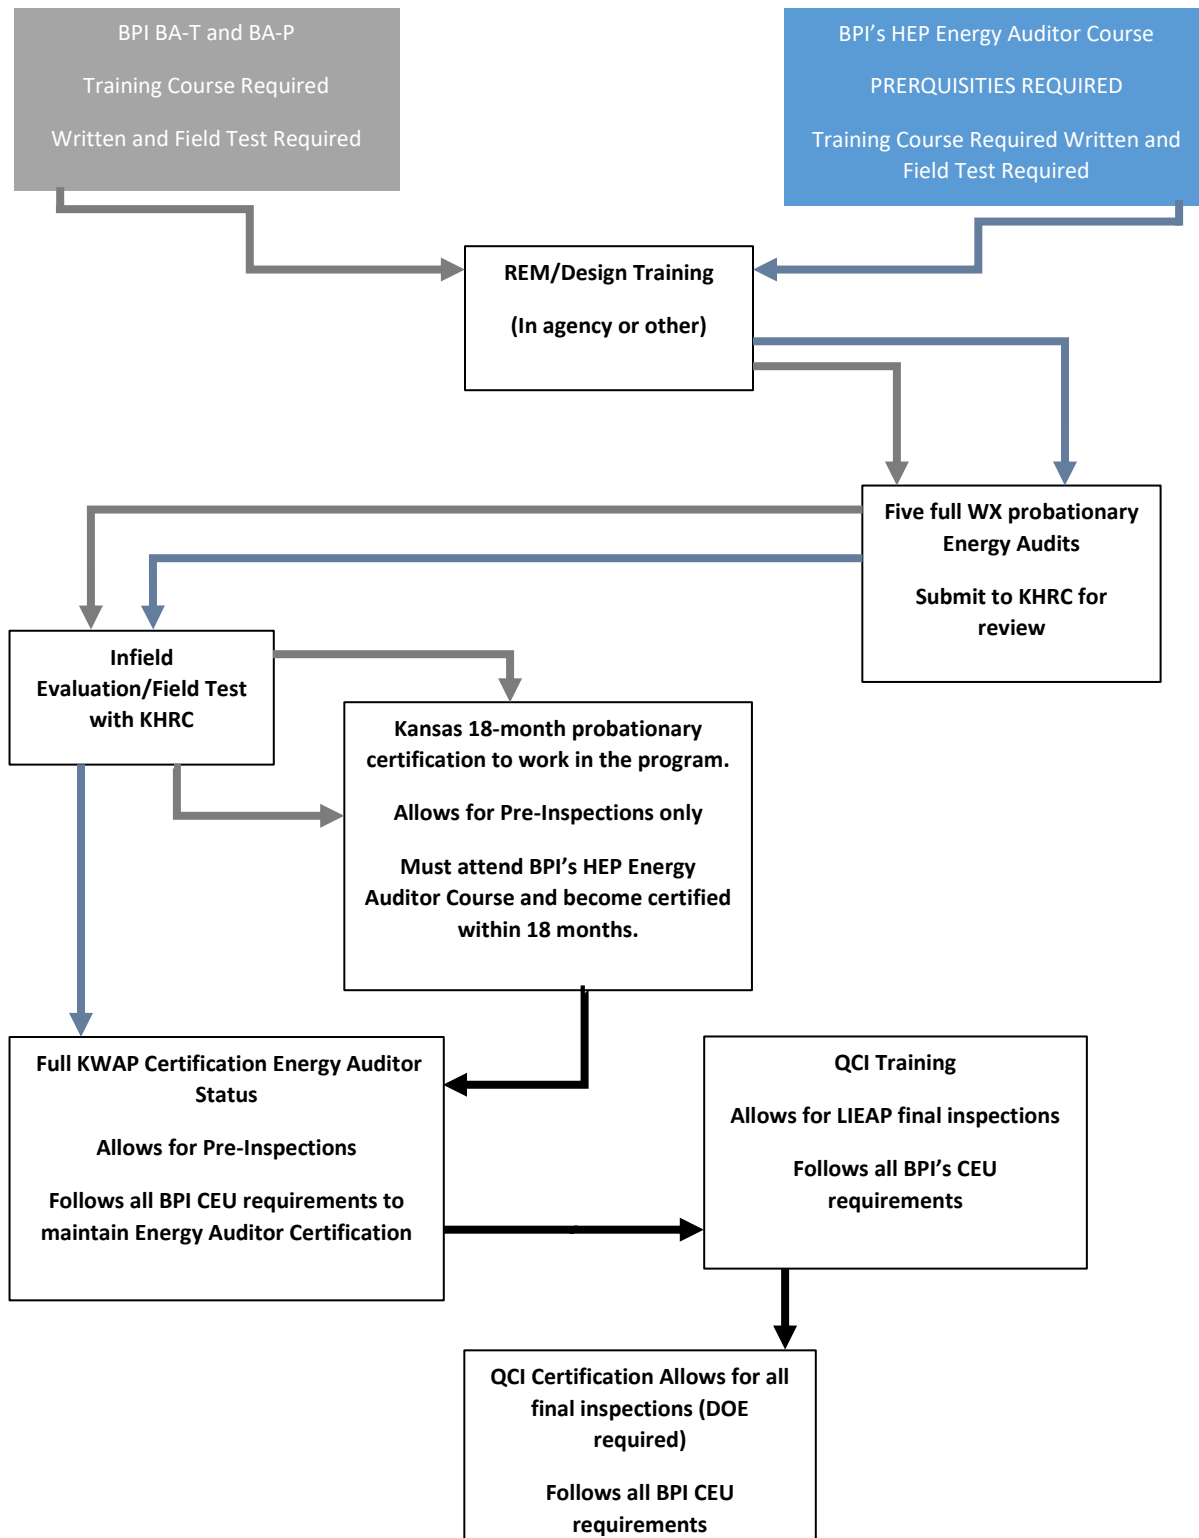 BPI BA-T and BA-P
Training Course Required
Written and Field Test Required
BPI’s HEP Energy Auditor Course
PRERQUISITIES REQUIRED
Training Course Required Written and
Field Test Required
REM/Design Training
(In agency or other)
Five full WX probationary
Energy Audits
Submit to KHRC for
review
Infield
Evaluation/Field Test
with KHRC
Kansas 18-month probationary
certification to work in the program.
Allows for Pre-Inspections only
Must attend BPI’s HEP Energy
Auditor Course and become certified
within 18 months.
Full KWAP Certification Energy Auditor
Status
Allows for Pre-Inspections
Follows all BPI CEU requirements to
maintain Energy Auditor Certification
QCI Training
Allows for LIEAP final inspections
Follows all BPI’s CEU
requirements
QCI Certification Allows for all
final inspections (DOE
required)
Follows all BPI CEU
requirements